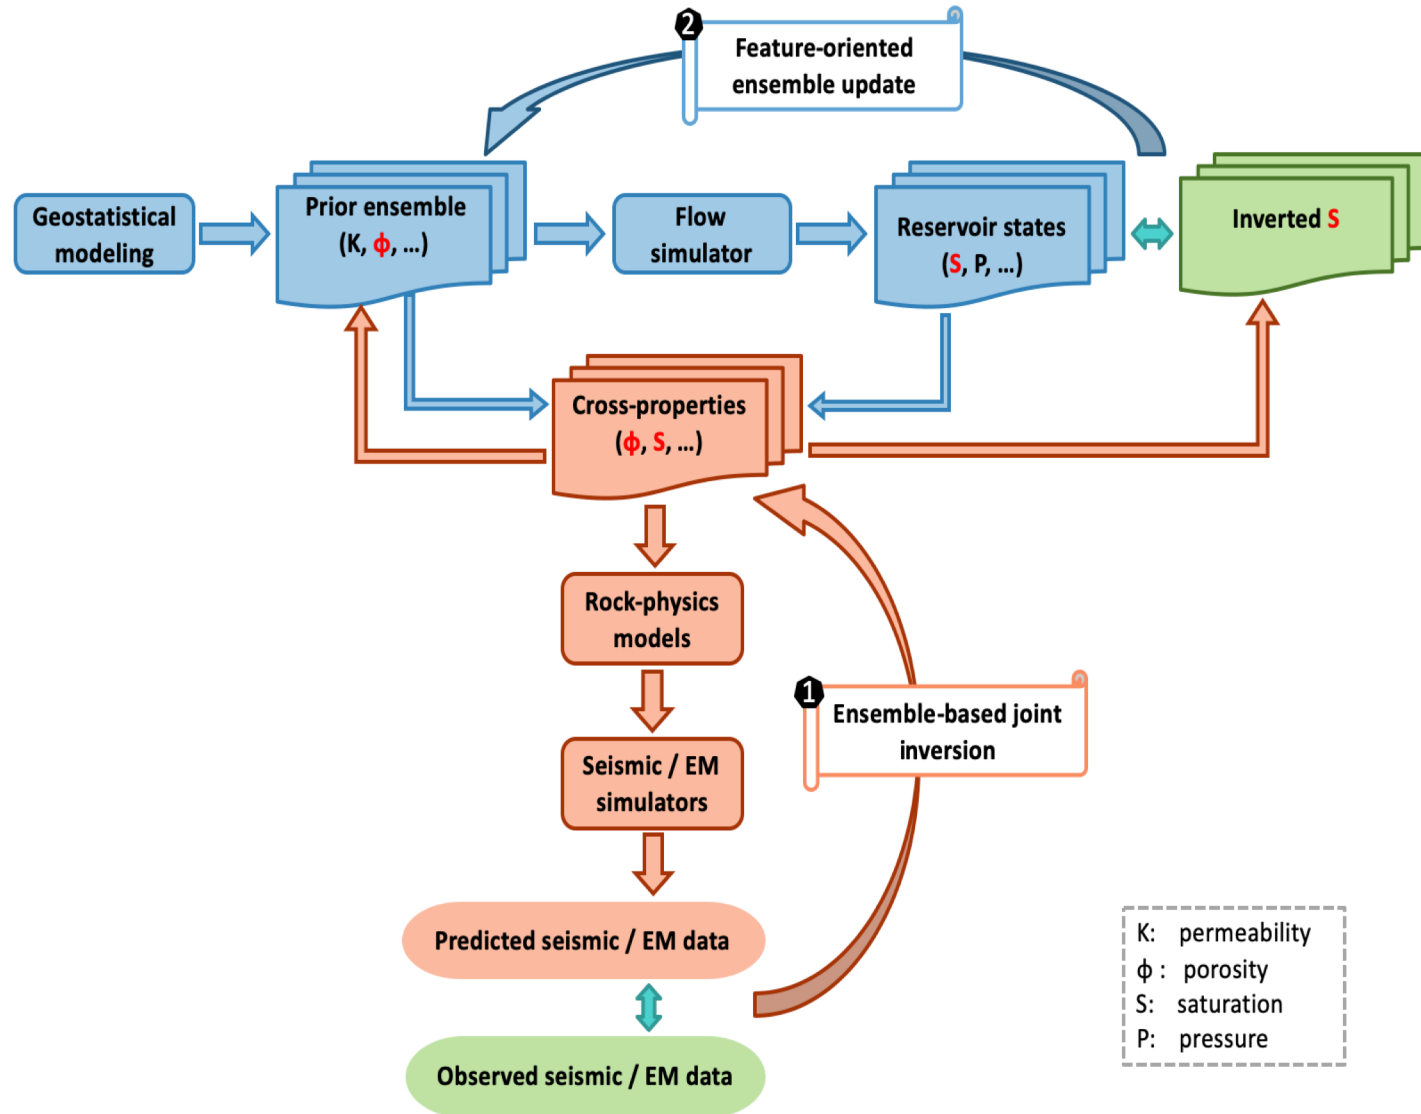 2
Feature-oriented
ensemble update
Geostatistical
modeling
Prior ensemble
(K, ϕ, ...)
Flow
simulator
Reservoir states
(S, P, ...)
Inverted S
Cross-properties
(ϕ, S, ...)
Rock-physics
models
1
Ensemble-based joint
inversion
Seismic / EM
simulators
Predicted seismic / EM data
Observed seismic / EM data
K: permeability
ϕ : porosity
S: saturation
P: pressure